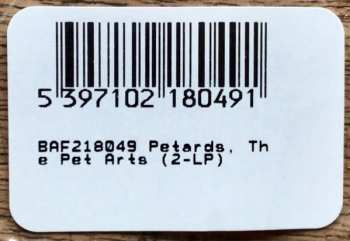 5 397102 180491
BAF218049 Petards, Th
e Pet Arts (2-LP)